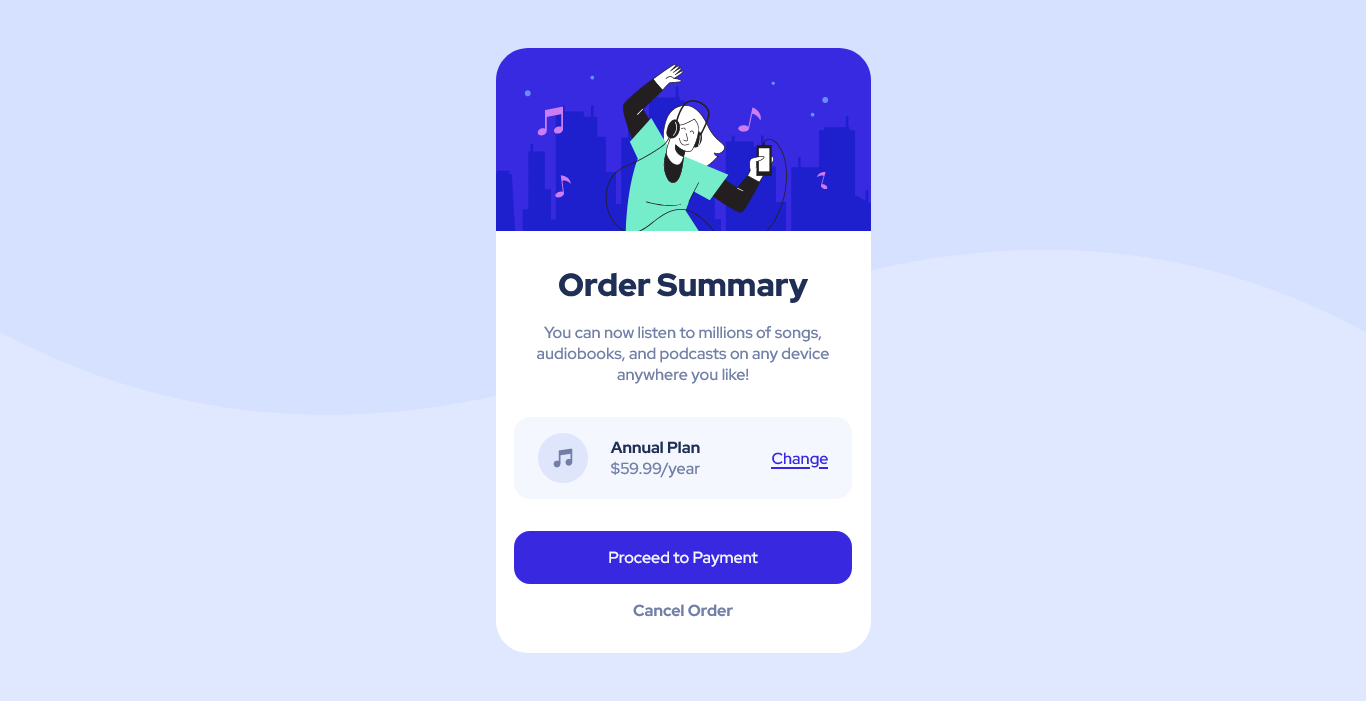 Order Summary
You can now listen to millions of songs,
audiobooks, and podcasts on any device
anywhere you like!
Annual Plan
$59.99/year
Change
Proceed to Payment
Cancel Order